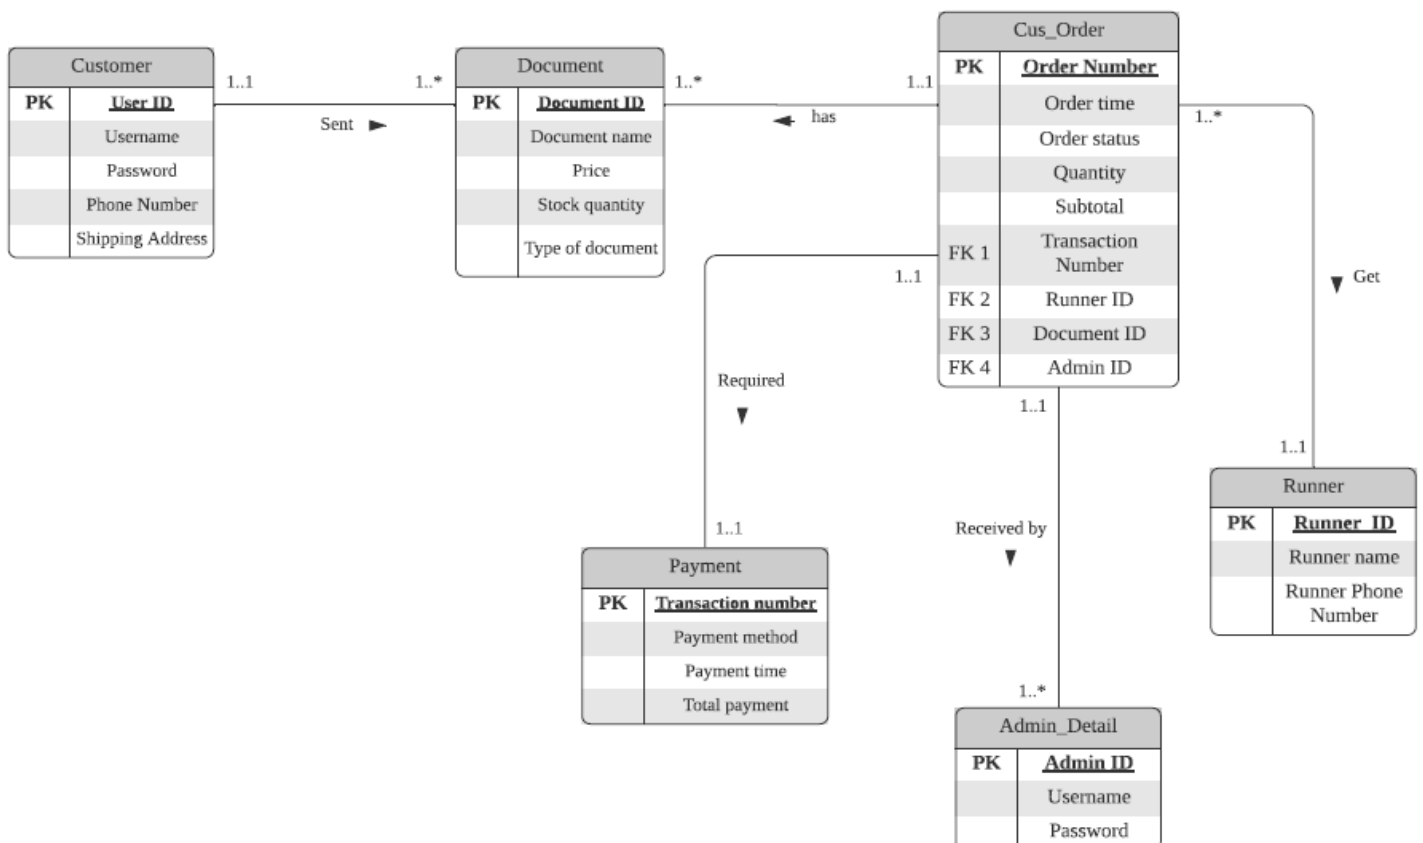 Customer
PK User ID
Username
Password
Phone Number
Shipping Address
1..1
1..*
Sent
Document
PK Document ID
Document name
Price
Stock quantity
Type of document
1..*
1..1
has
Cus_Order
PK Order Number
Order time
Order status
Quantity
Subtotal
FK 1 Transaction
Number
FK 2 Runner ID
FK 3 Document ID
FK 4 Admin ID
1..*
Get
1..1
1..1
Required
1..1
1..1
Received by
1..*
Runner
PK Runner_ID
Runner name
Runner Phone
Number
Payment
PK Transaction number
Payment method
Payment time
Total payment
Admin_Detail
PK Admin ID
Username
Password